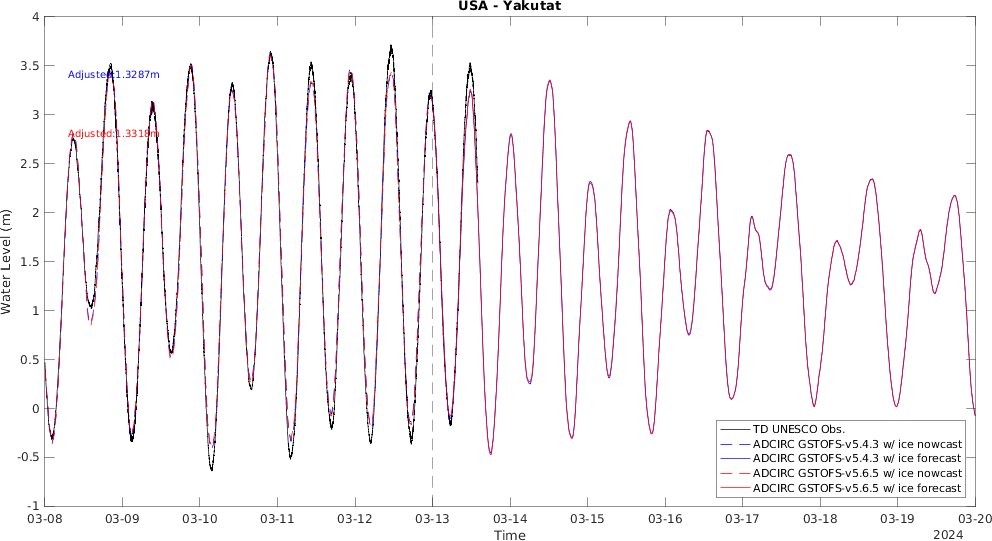 USA - Yakutat
4
3.5
3
2.5
2
1.5
1
0.5
0
-0.5
-1
Water Level (m)
Adjusted:1.3287m
Adjusted:1.3318m
TD UNESCO Obs.
ADCIRC GSTOFS-v5.4.3 w/ ice nowcast
ADCIRC GSTOFS-v5.4.3 w/ ice forecast
ADCIRC GSTOFS-v5.6.5 w/ ice nowcast
ADCIRC GSTOFS-v5.6.5 w/ ice forecast
03-08 03-09 03-10 03-11 03-12 03-13 03-14 03-15 03-16 03-17 03-18 03-19 03-20
Time
2024